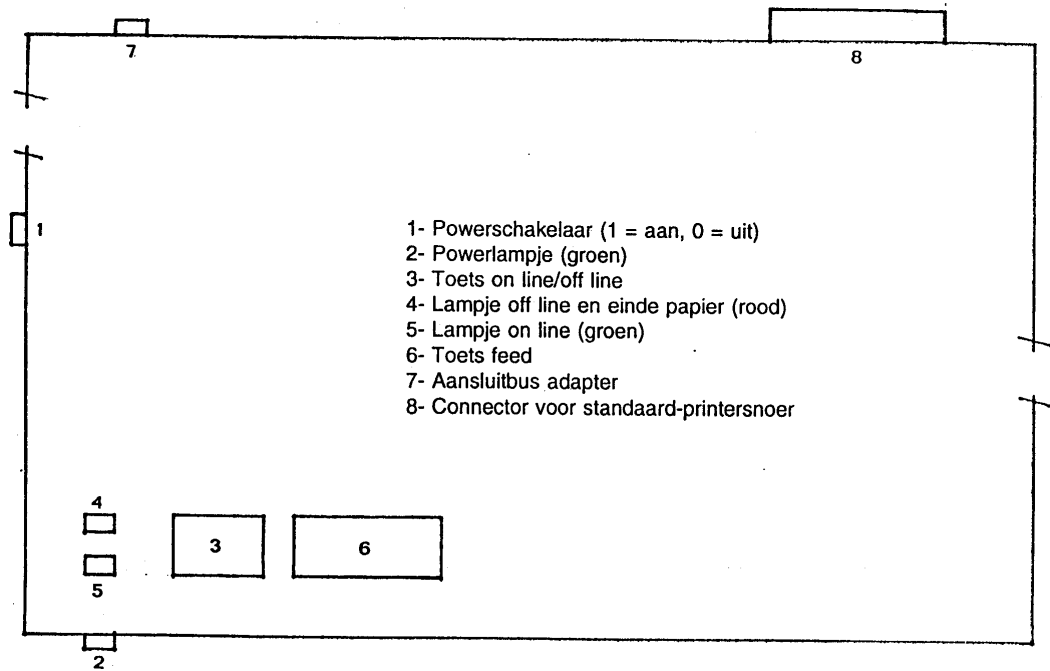 7
8
1
1- Powerschakelaar (1 = aan, 0 = uit)
2- Powerlampje (groen)
3- Toets on line/off line
4- Lampje off line en einde papier (rood)
5- Lampje on line (groen)
6- Toets feed
7- Aansluitbus adapter
8- Connector voor standaard-printersnoer
4
3
6
5
2